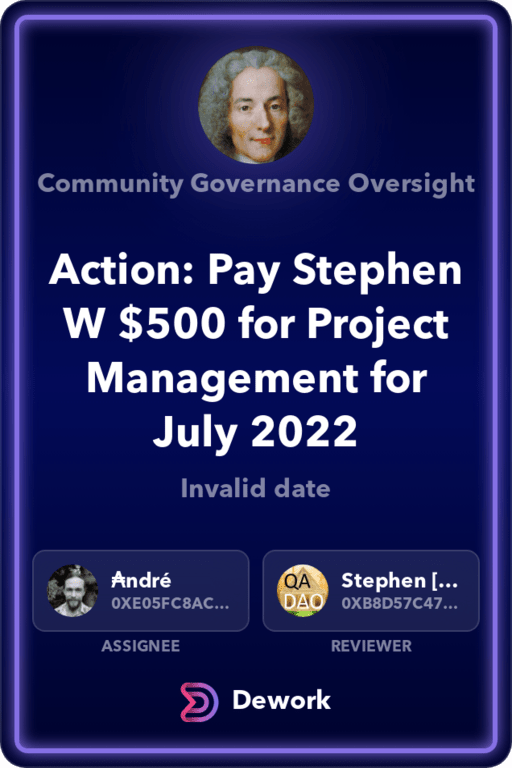 Community Governance Oversight
Action: Pay Stephen
W $500 for Project
Management for
July 2022
Invalid date
₳ndré
0XE05FC8AC...
ASSIGNEE
QA
DAO
Stephen [...
0XB8D57C47...
REVIEWER
Dework